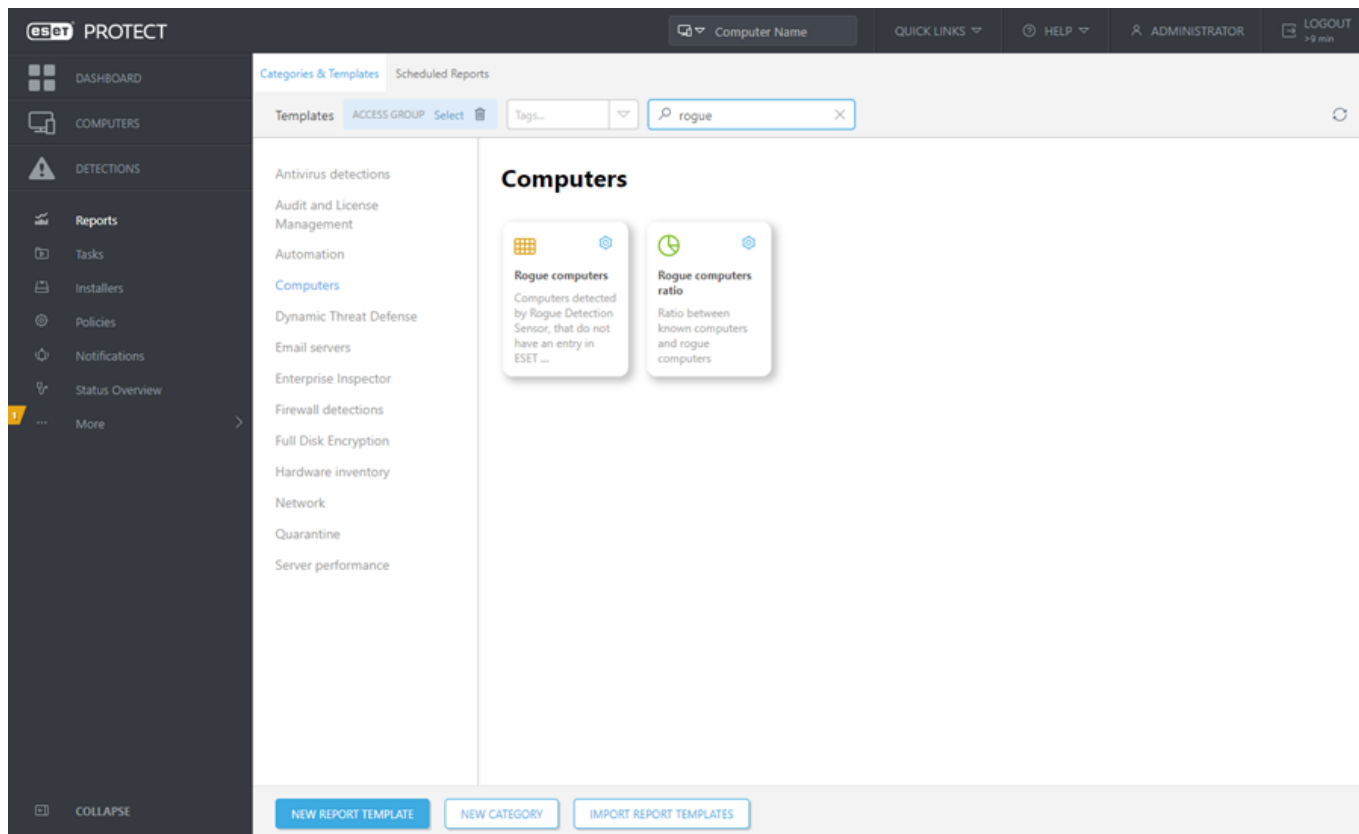 eset PROTECT
Computer Name
QUICK LINKS
HELP
ADMINISTRATOR
LOGOUT
>9 min
DASHBOARD
COMPUTERS
DETECTIONS
Reports
Tasks
Installers
Policies
Notifications
Status Overview
1
More
COLLAPSE
Categories & Templates
Scheduled Reports
Templates
ACCESS GROUP Select
Tags...
rogue
Antivirus detections
Audit and License
Management
Automation
Computers
Dynamic Threat Defense
Email servers
Enterprise Inspector
Firewall detections
Full Disk Encryption
Hardware inventory
Network
Quarantine
Server performance
Computers
Rogue computers
Computers detected
by Rogue Detection
Sensor, that do not
have an entry in
ESET ...
Rogue computers
ratio
Ratio between
known computers
and rogue
computers
NEW REPORT TEMPLATE
NEW CATEGORY
IMPORT REPORT TEMPLATES